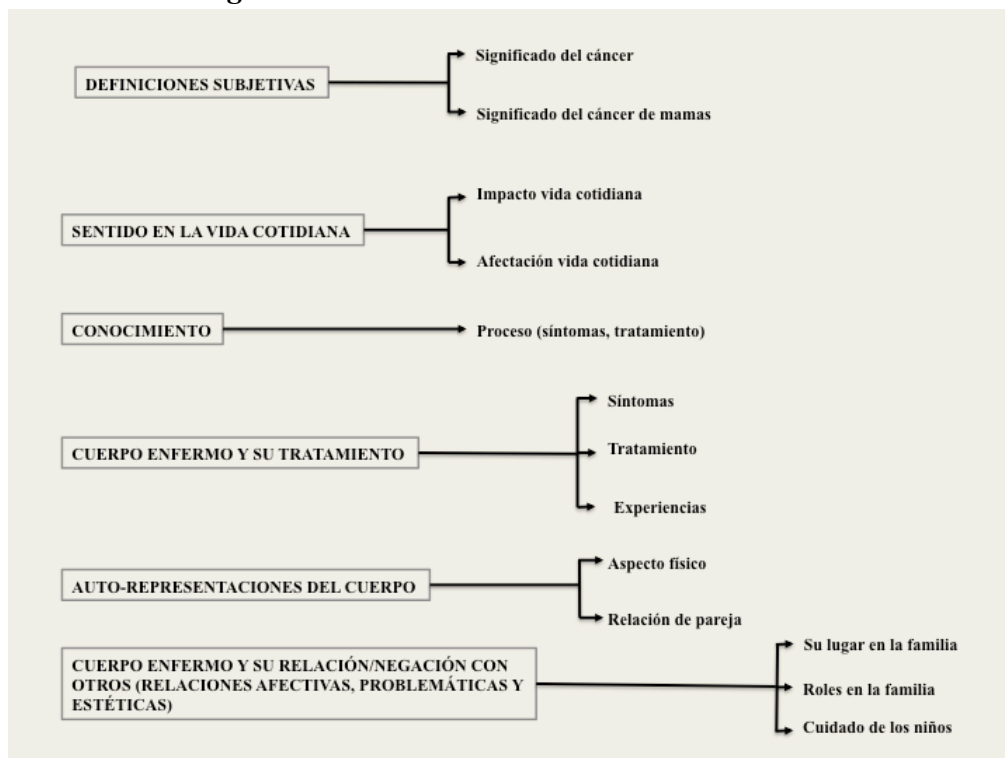 Significado del cáncer
DEFINICIONES SUBJETIVAS
Significado del cáncer de mamas
Impacto vida cotidiana
SENTIDO EN LA VIDA COTIDIANA
Afectación vida cotidiana
CONOCIMIENTO
Proceso (síntomas, tratamiento)
Síntomas
CUERPO ENFERMO Y SU TRATAMIENTO
Tratamiento
Experiencias
Aspecto físico
AUTO-REPRESENTACIONES DEL CUERPO
Relación de pareja
CUERPO ENFERMO Y SU RELACIÓN/NEGACIÓN CON
OTROS (RELACIONES AFECTIVAS, PROBLEMÁTICAS Y
ESTÉTICAS)
Su lugar en la familia
Roles en la familia
Cuidado de los niños